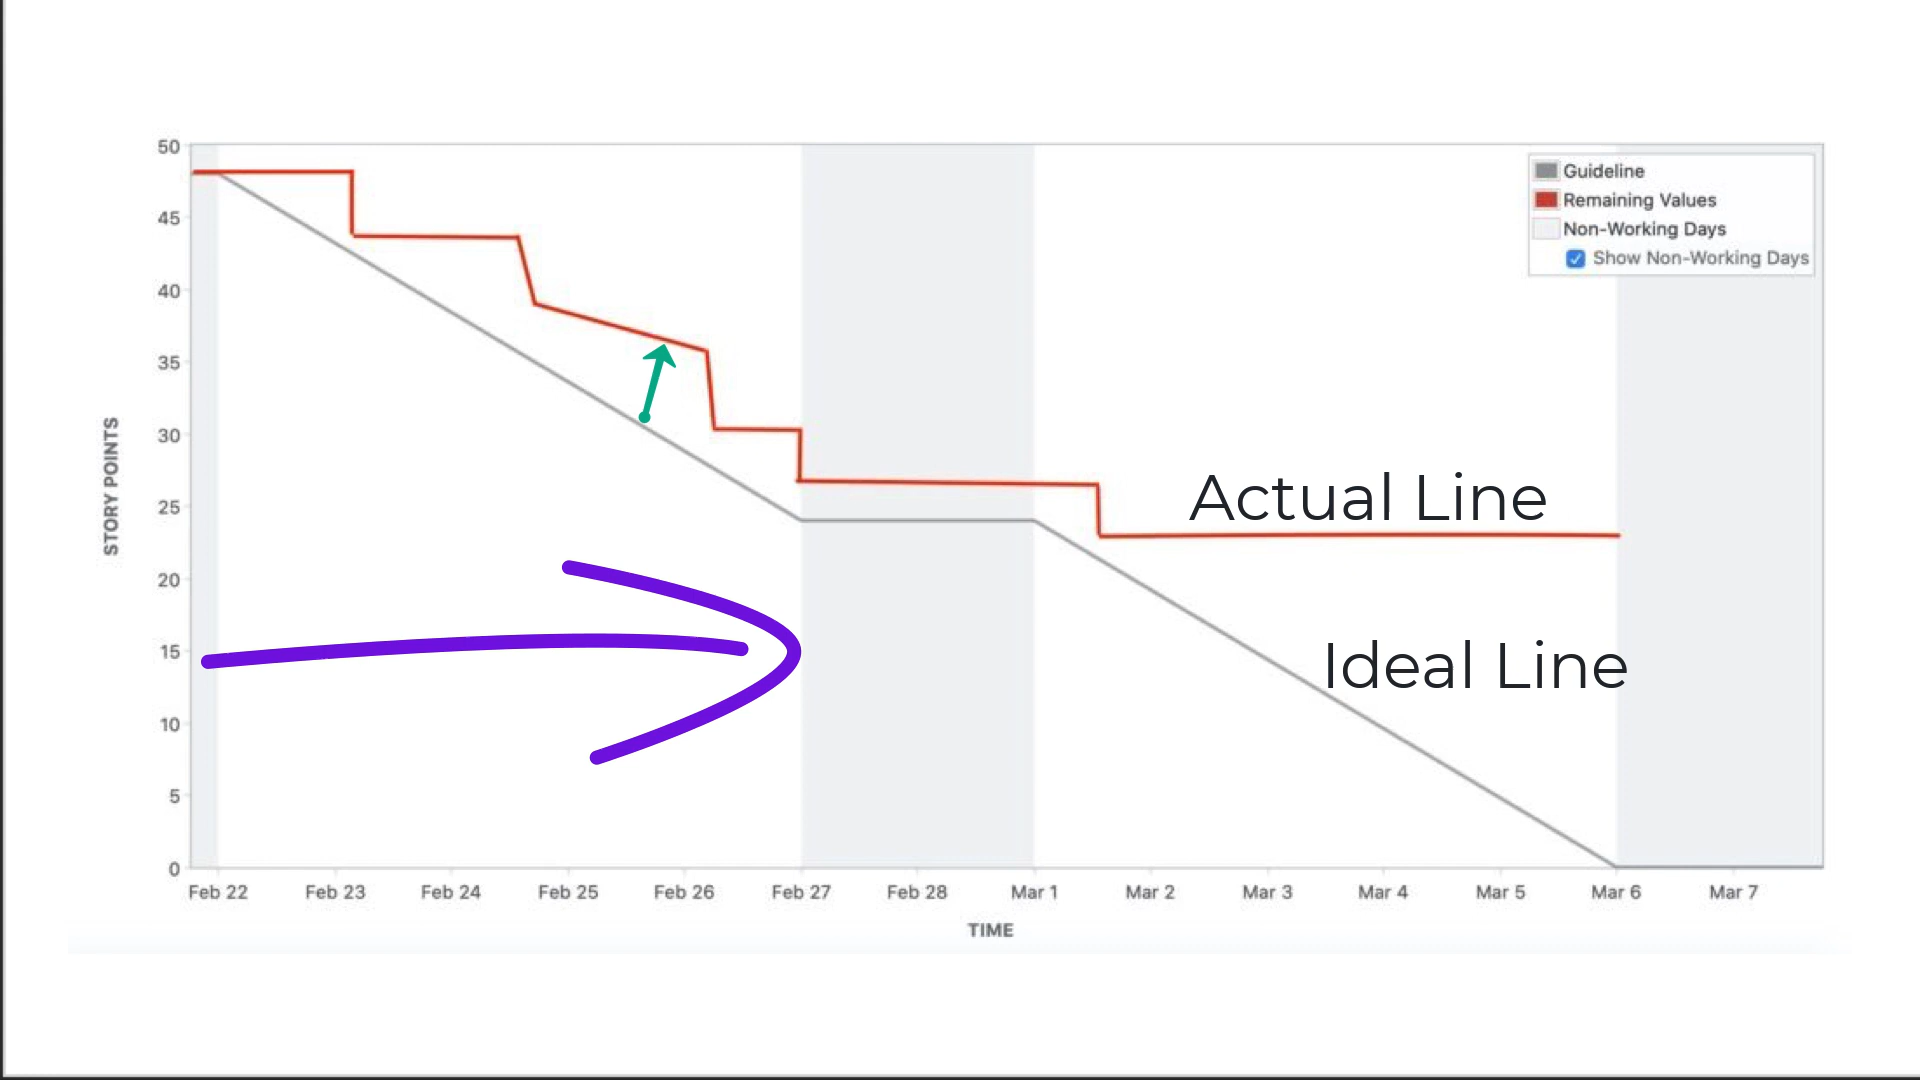 50
Guideline
Remaining Values
Non-Working Days
Show Non-Working Days
45
40
35
30
25
20
15
10
5
0
STORY POINTS
Actual Line
Ideal Line
Feb 22 Feb 23 Feb 24 Feb 25 Feb 26 Feb 27 Feb 28 Mar 1 Mar 2 Mar 3 Mar 4 Mar 5 Mar 6 Mar 7
TIME